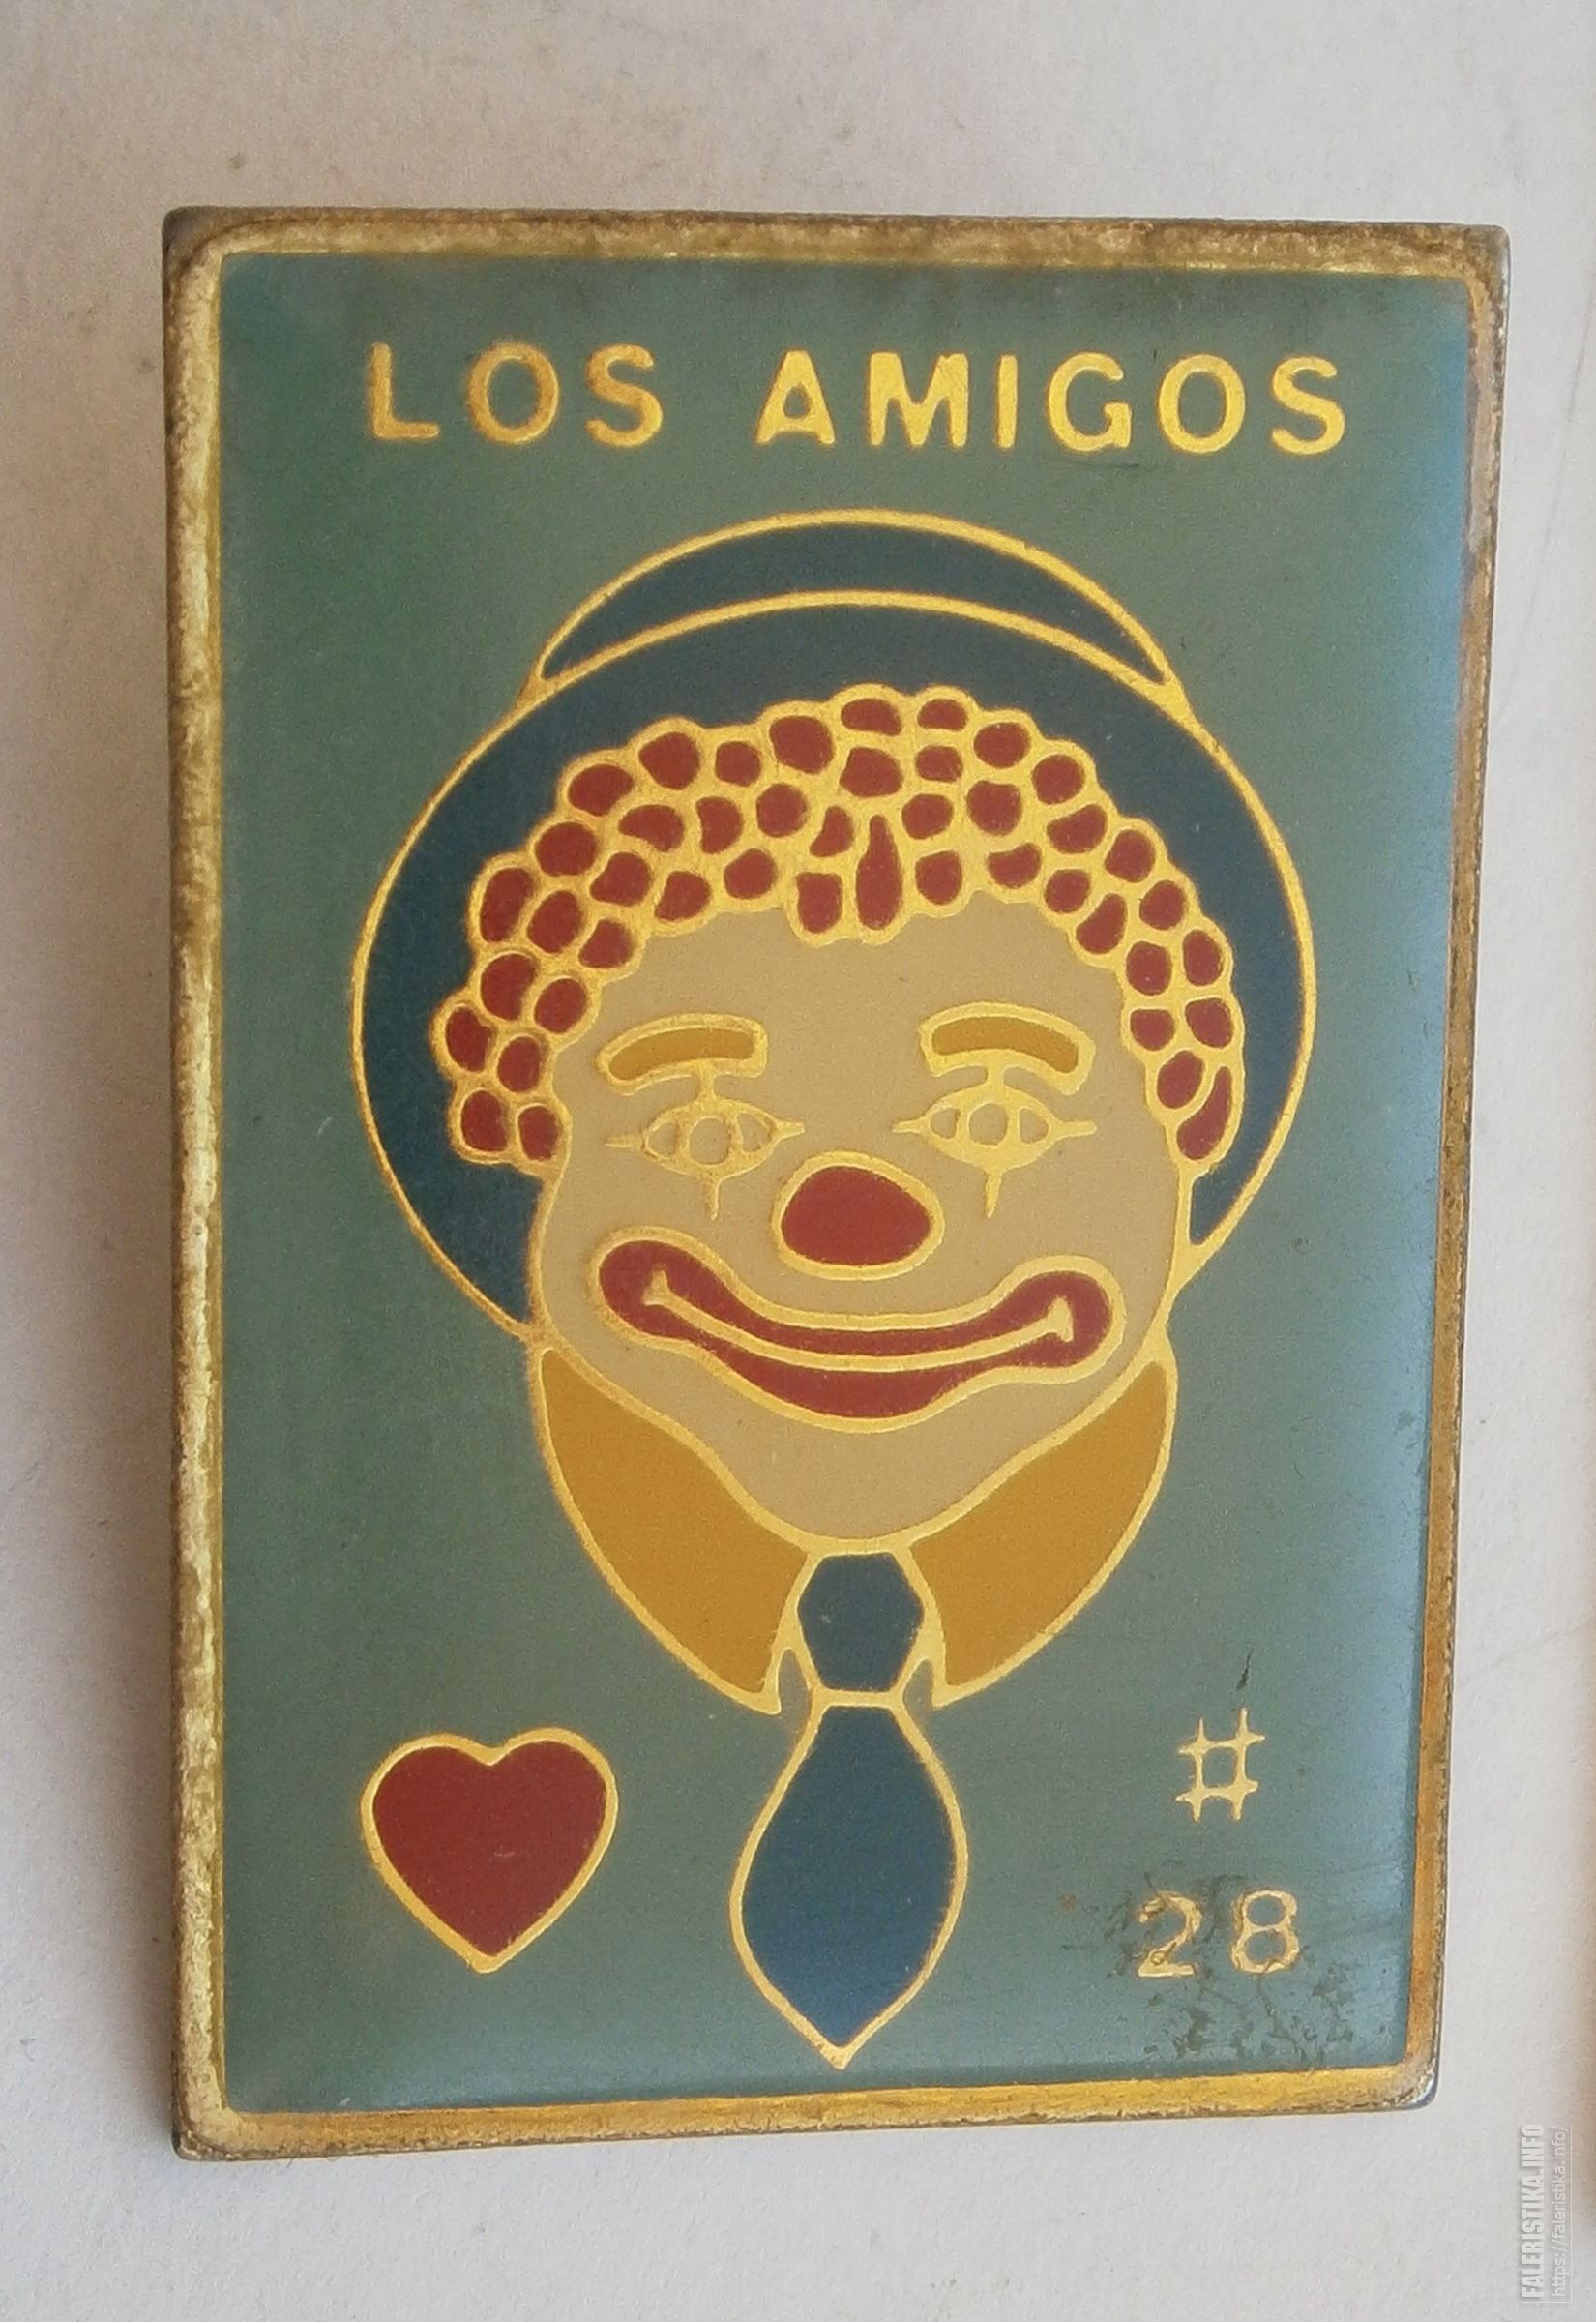 LOS AMIGOS
#
28
FALERISTIKA.INFO
https://faleristika.info/